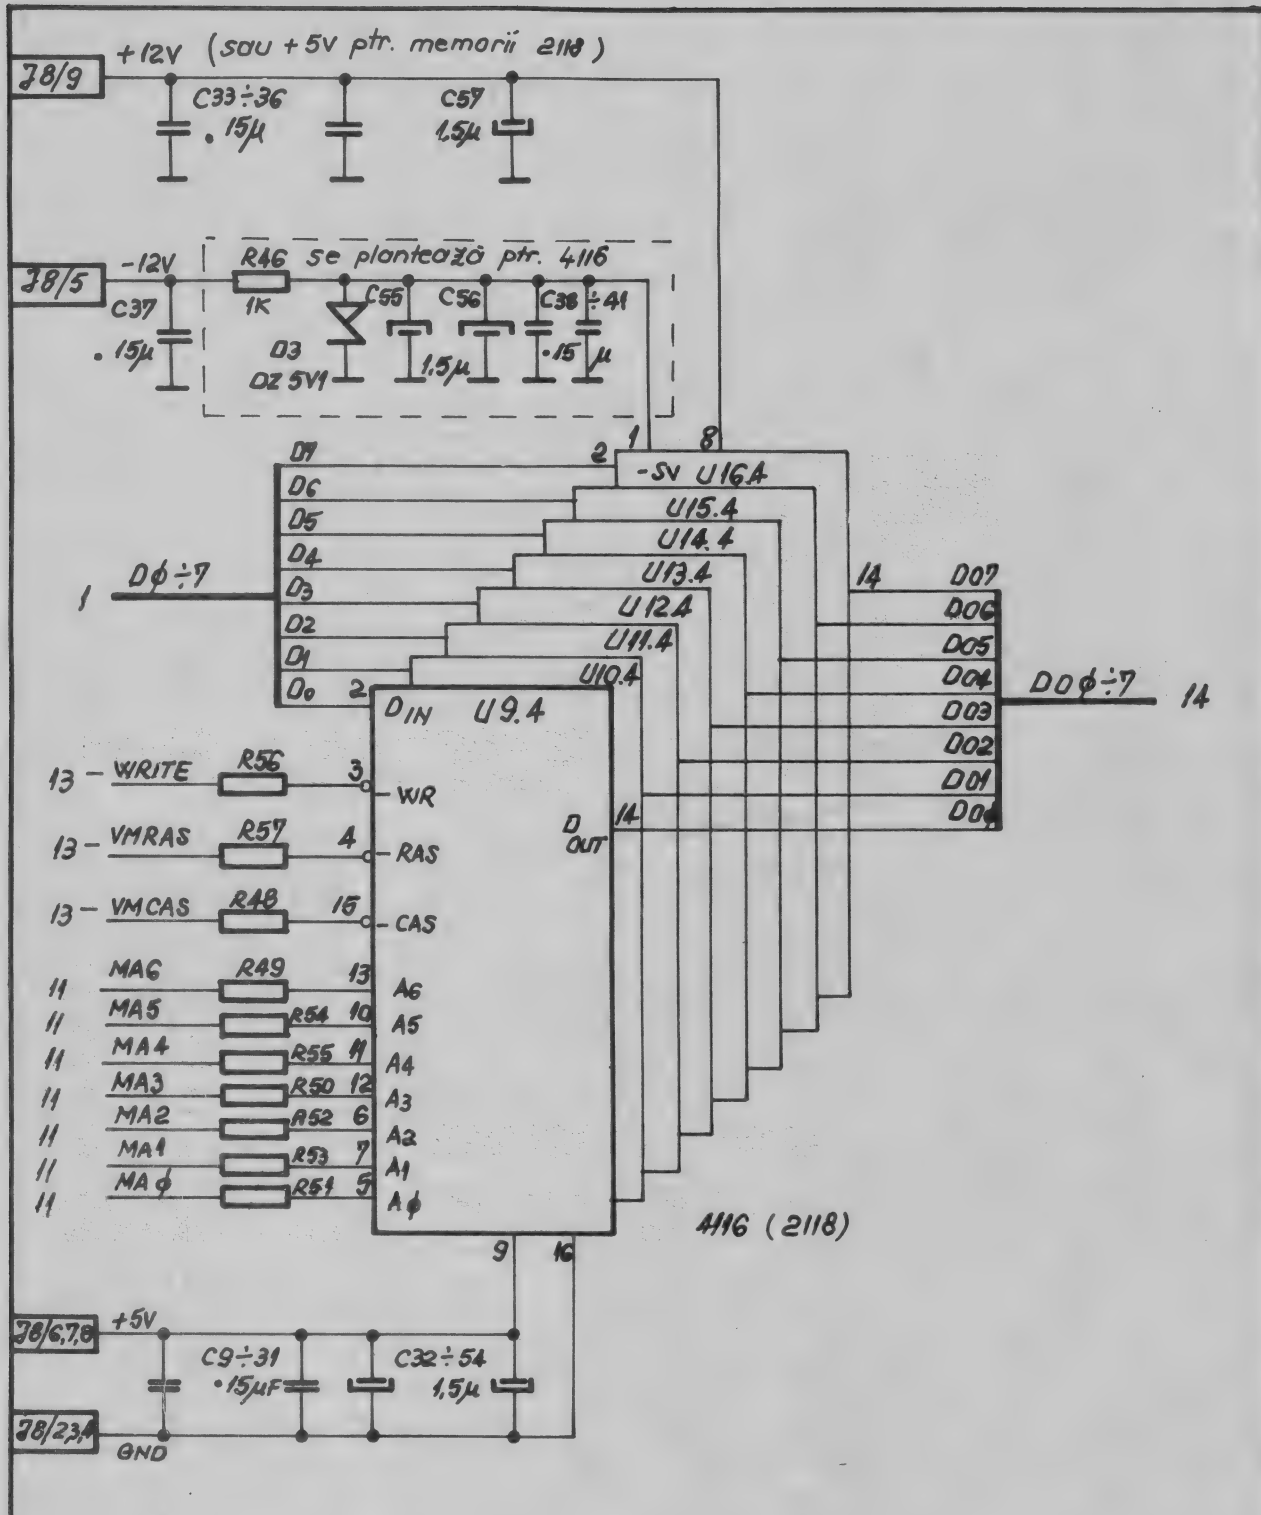 J8/9 +12V (sau +5V ptr. memorii 2118)
C33÷36
.15μ
C57
1,5μ
J8/5 -12V
R46 se plantează ptr. 4116
1K
C37
.15μ
D3
DZ 5V1
C55
C56
1,5μ
C38÷41
.15 μ
1 8
D7 2 -5V U16.4
D6 U15.4
D5 U14.4
D4 U13.4
D3 U12.4
D2 U11.4
D1 U10.4
D0 2 DIN U9.4
1 DØ÷7
14 DO7
DO6
DO5
DO4
DO3
DO2
DO1
14 DOØ
DOØ÷7 14
D OUT
13 - WRITE R56 3 - WR
13 - VMRAS R57 4 - RAS
13 - VMCAS R48 15 - CAS
11 MA6 R49 13 A6
11 MA5 R54 10 A5
11 MA4 R55 11 A4
11 MA3 R50 12 A3
11 MA2 R52 6 A2
11 MA1 R53 7 A1
11 MAØ R51 5 AØ
4116 (2118)
9 16
J8/6,7,8 +5V
C9÷31
.15μF
C32÷54
1,5μ
J8/2,3,4 GND